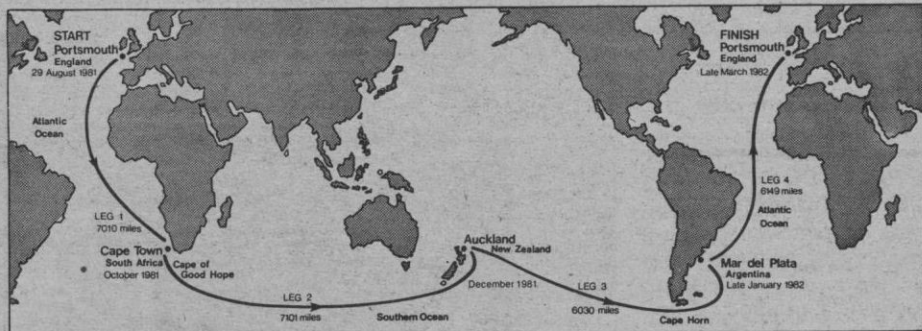 START
Portsmouth
England
29 August 1981
Atlantic
Ocean
LEG 1
7010 miles
Cape Town
South Africa
October 1981
Cape of
Good Hope
LEG 2
7101 miles
Southern Ocean
Auckland
New Zealand
December 1981
LEG 3
6030 miles
Cape Horn
Mar del Plata
Argentina
Late January 1982
Atlantic
Ocean
LEG 4
6149 miles
FINISH
Portsmouth
England
Late March 1982